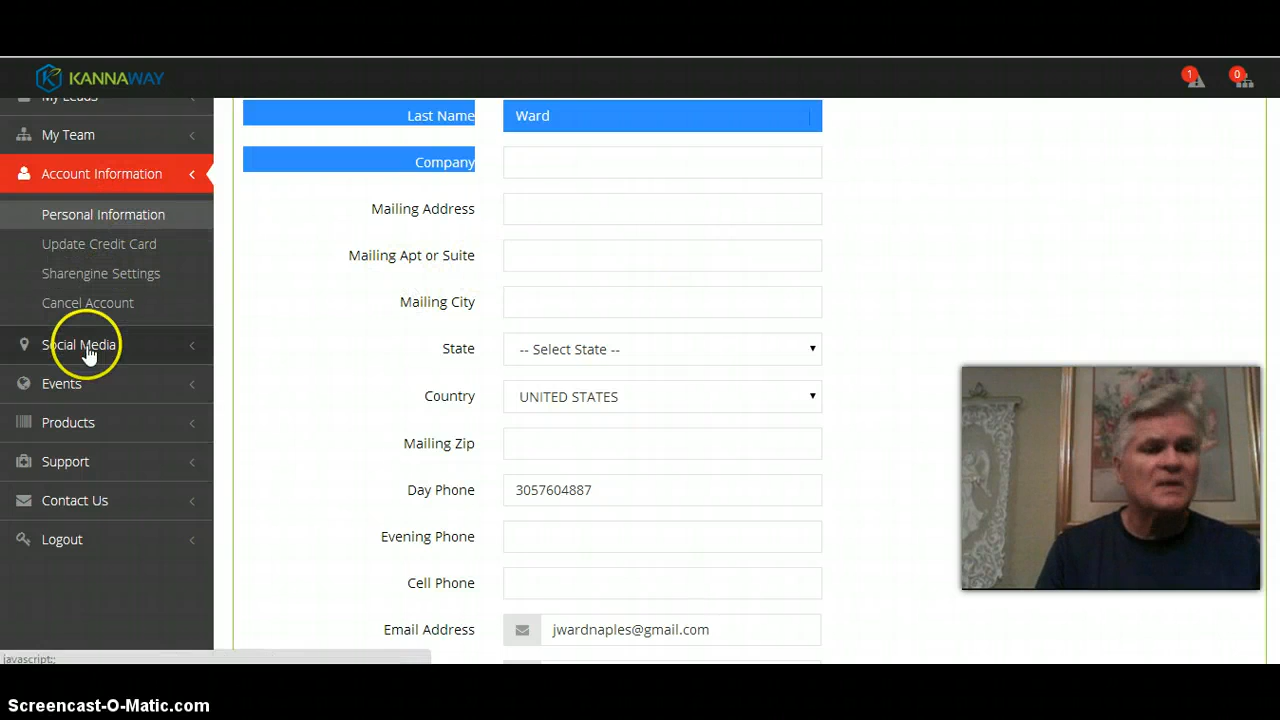 KANNAWAY
1
0
My Leads
My Team
Account Information
Personal Information
Update Credit Card
Sharengine Settings
Cancel Account
Social Media
Events
Products
Support
Contact Us
Logout
Last Name Ward
Company
Mailing Address
Mailing Apt or Suite
Mailing City
State -- Select State --
Country UNITED STATES
Mailing Zip
Day Phone 3057604887
Evening Phone
Cell Phone
Email Address jwardnaples@gmail.com
javascript:;
Screencast-O-Matic.com